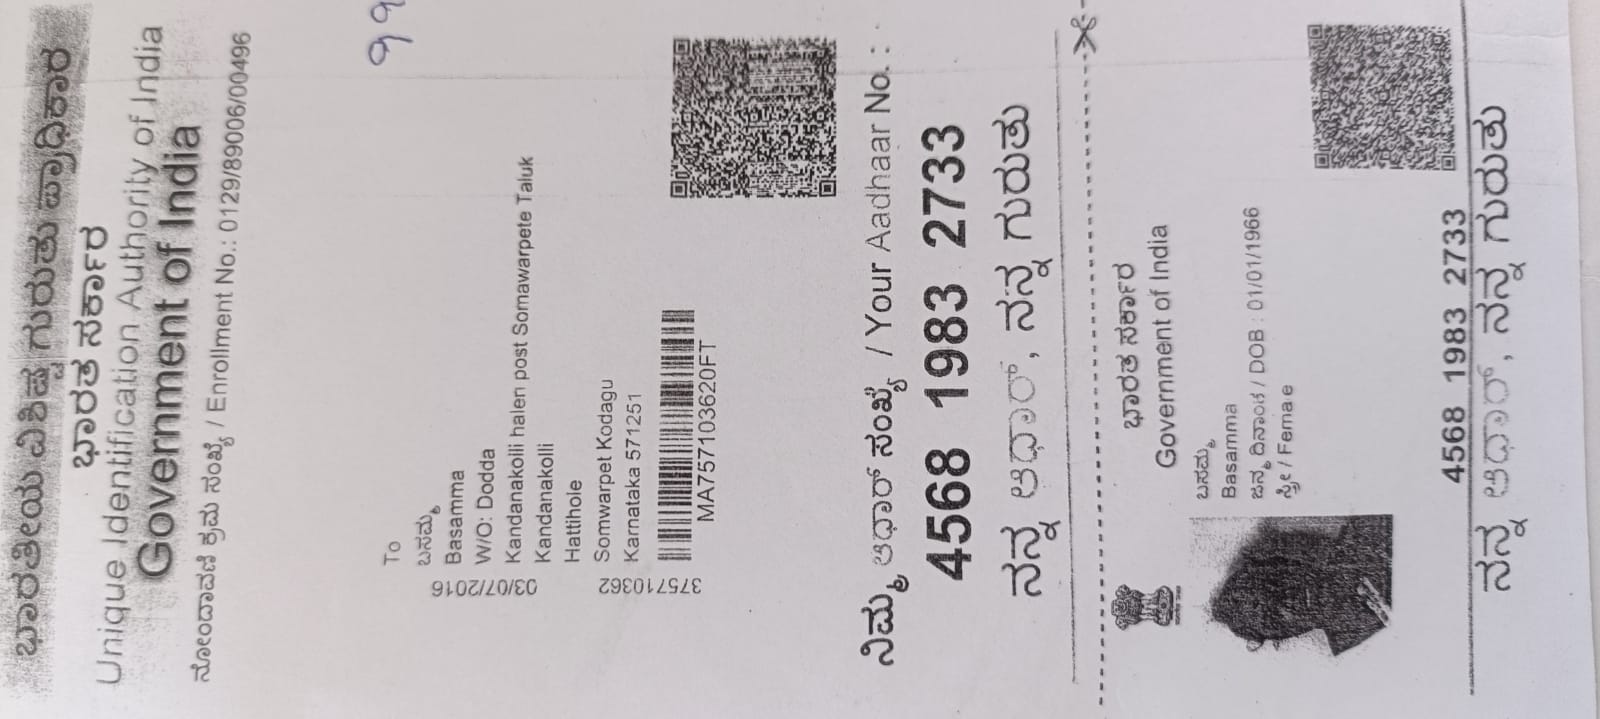 ಭಾರತೀಯ ವಿಶಿಷ್ಟ ಗುರುತು ಪ್ರಾಧಿಕಾರ
ಭಾರತ ಸರ್ಕಾರ
Unique Identification Authority of India
Government of India
ನೋಂದಾವಣೆ ಕ್ರಮ ಸಂಖ್ಯೆ / Enrollment No.: 0129/89006/00496
To
ಬಸಮ್ಮ
Basamma
W/O: Dodda
Kandanakolli halen post Somawarpete Taluk
Kandanakolli
Hattihole
Somwarpet Kodagu
Karnataka 571251
03/07/2016
375710362
MA757103620FT
ನಿಮ್ಮ ಆಧಾರ್ ಸಂಖ್ಯೆ / Your Aadhaar No. :
4568 1983 2733
ನನ್ನ ಆಧಾರ್, ನನ್ನ ಗುರುತು
ಭಾರತ ಸರ್ಕಾರ
Government of India
ಬಸಮ್ಮ
Basamma
ಜನ್ಮ ದಿನಾಂಕ / DOB : 01/01/1966
ಸ್ತ್ರೀ / Female
4568 1983 2733
ನನ್ನ ಆಧಾರ್, ನನ್ನ ಗುರುತು